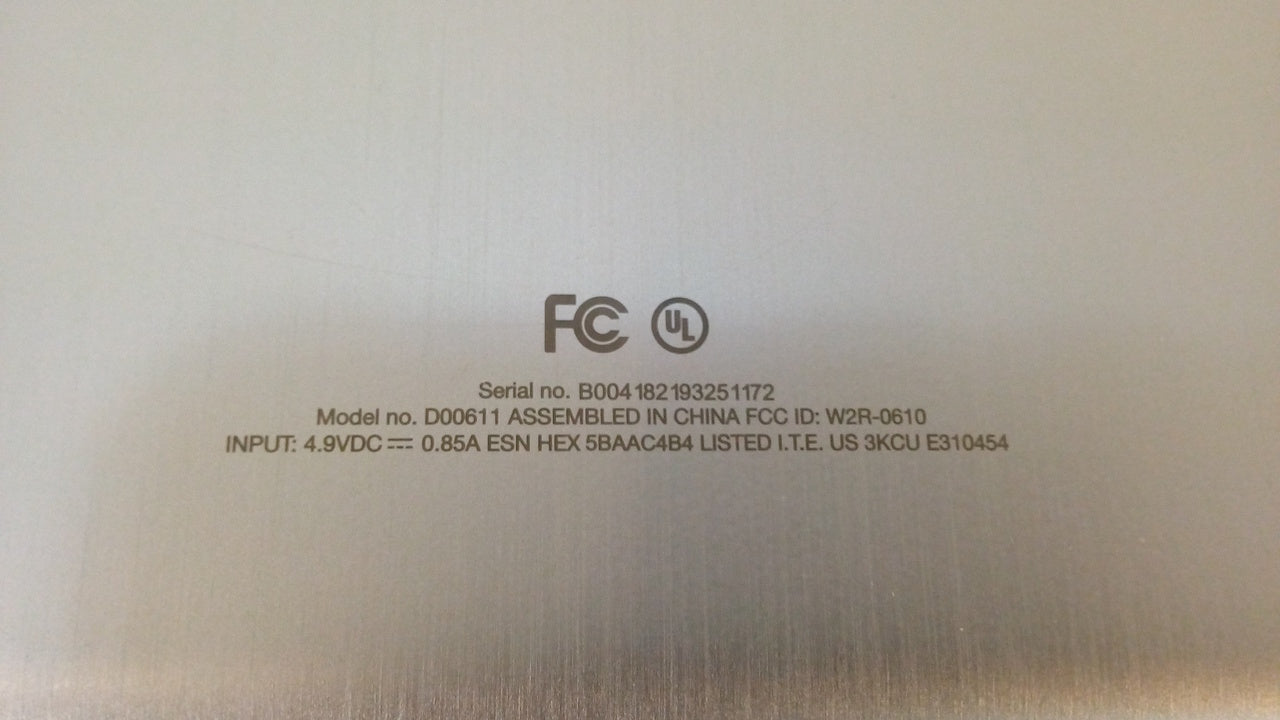 FC UL
Serial no. B004182193251172
Model no. D00611 ASSEMBLED IN CHINA FCC ID: W2R-0610
INPUT: 4.9VDC ⎓ 0.85A ESN HEX 5BAAC4B4 LISTED I.T.E. US 3KCU E310454